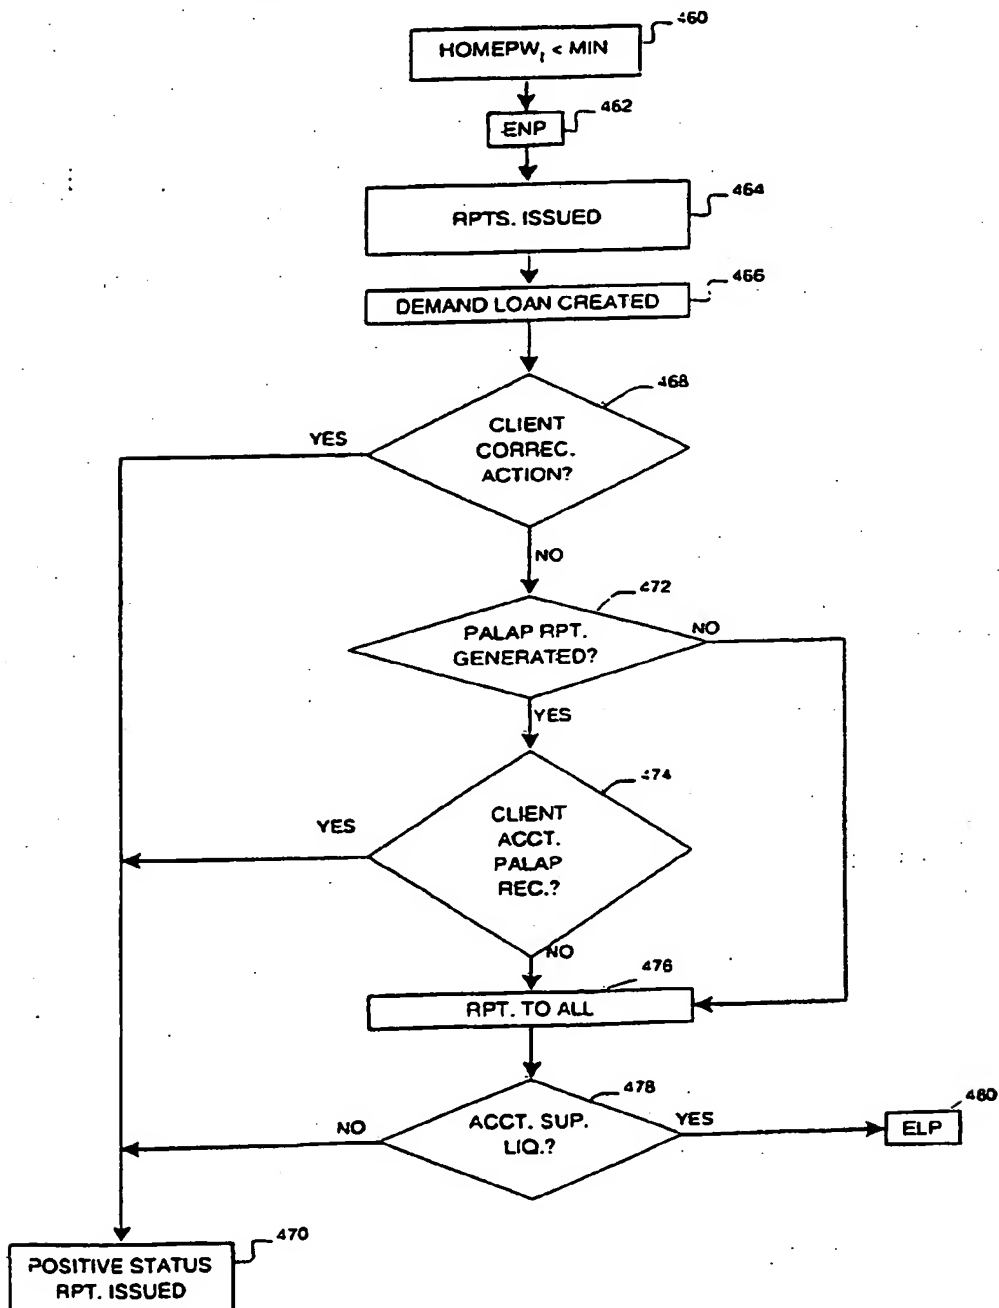 460
HOMEPWt < MIN
462
ENP
464
RPTS. ISSUED
466
DEMAND LOAN CREATED
468
CLIENT
CORREC.
ACTION?
YES
NO
472
PALAP RPT.
GENERATED?
NO
YES
474
CLIENT
ACCT.
PALAP
REC.?
YES
NO
476
RPT. TO ALL
478
ACCT. SUP.
LIQ.?
NO
YES
480
ELP
470
POSITIVE STATUS
RPT. ISSUED